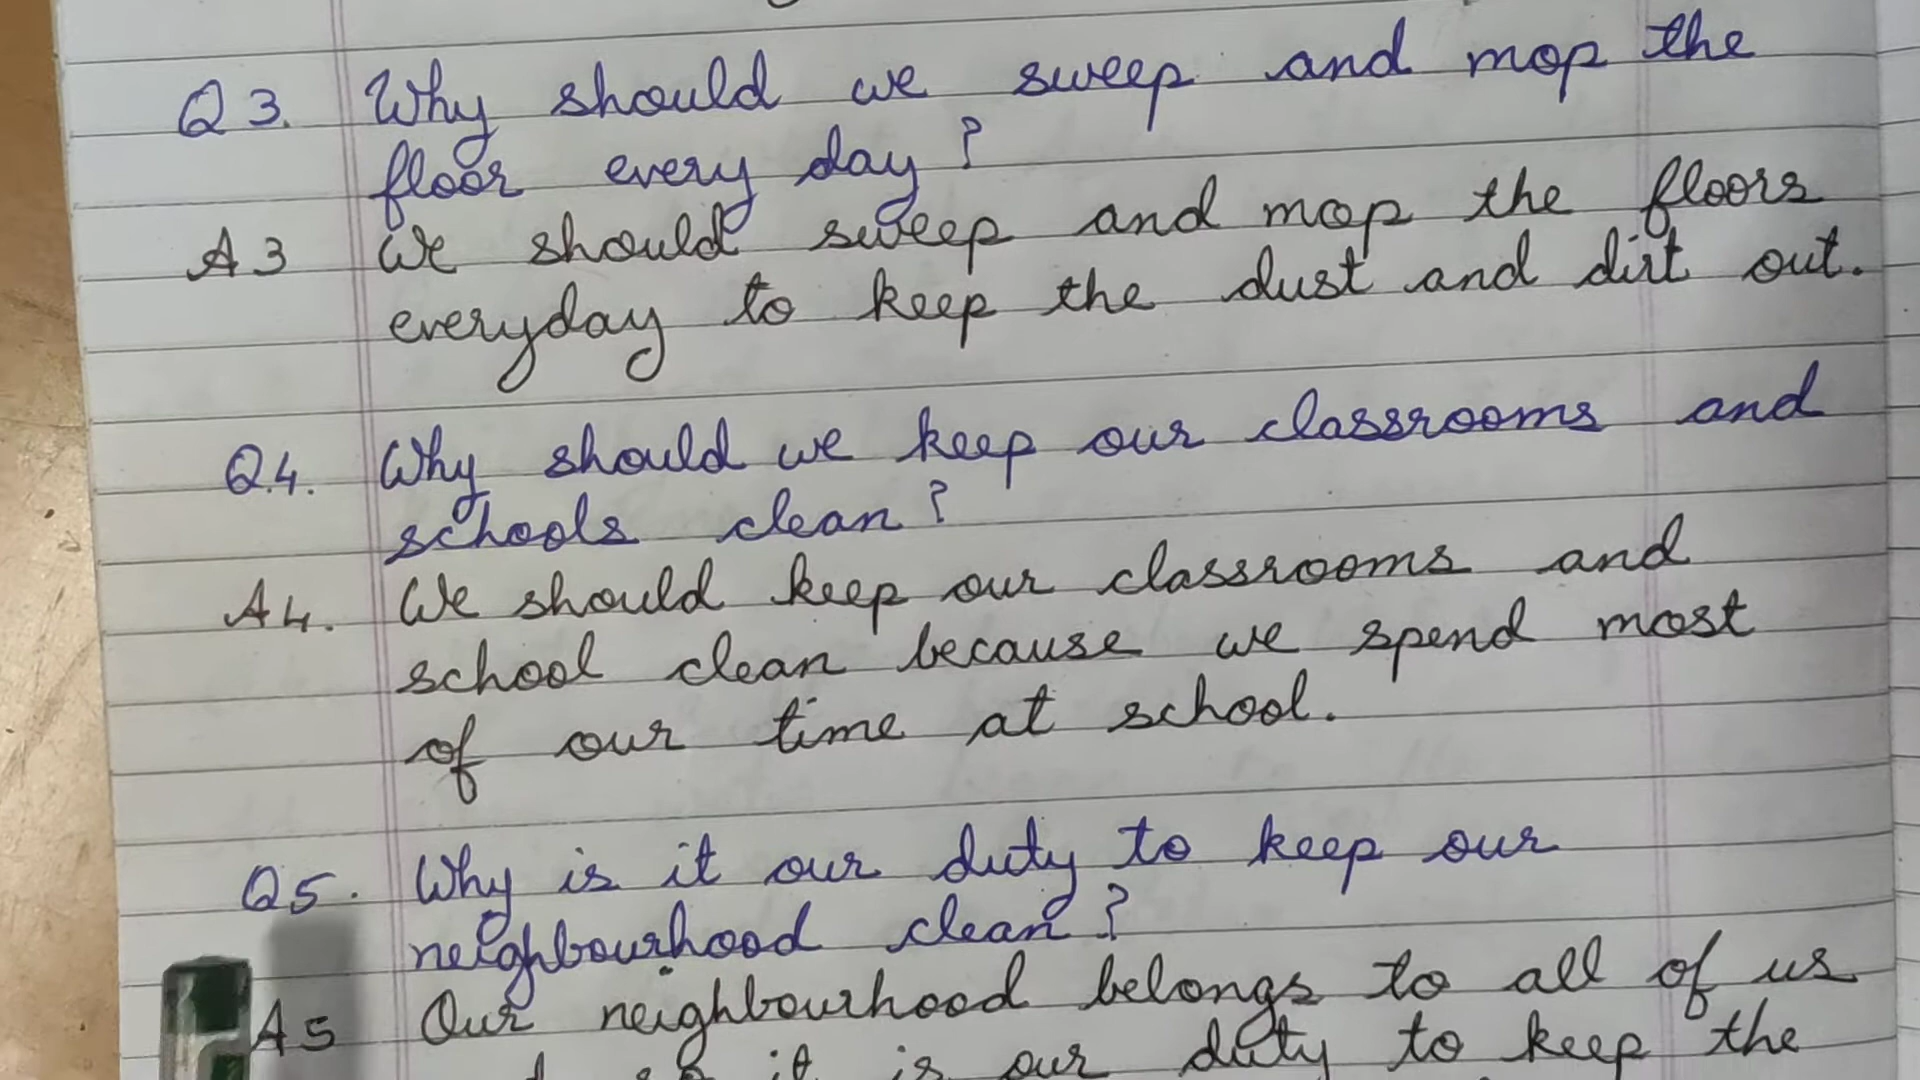 Q3. Why should we sweep and mop the
floor every day?
A3 We should sweep and mop the floors
everyday to keep the dust and dirt out.
Q.4. Why should we keep our classrooms and
schools clean?
A4. We should keep our classrooms and
school clean because we spend most
of our time at school.
Q5. Why is it our duty to keep our
neighbourhood clean?
A5 Our neighbourhood belongs to all of us
so it is our duty to keep the